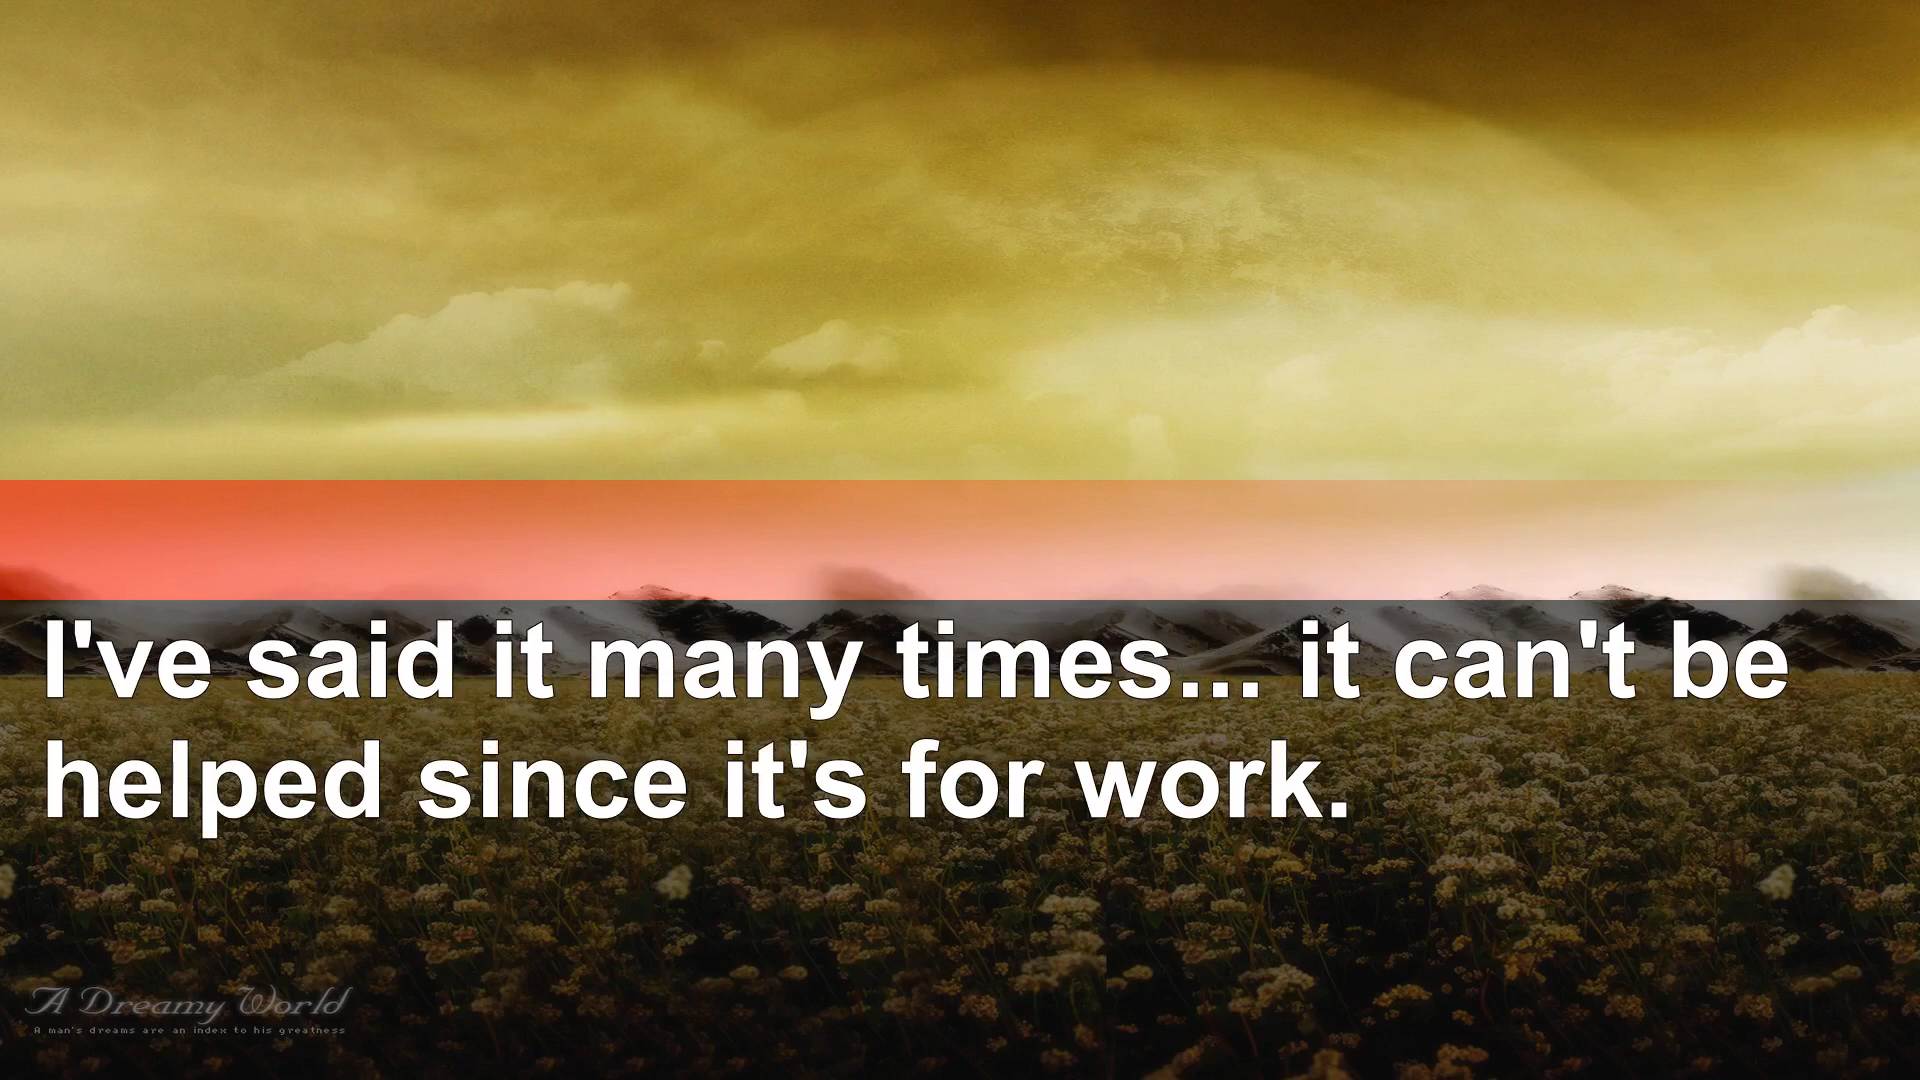 I've said it many times... it can't be
helped since it's for work.
A Dreamy World
A man's dreams are an index to his greatness